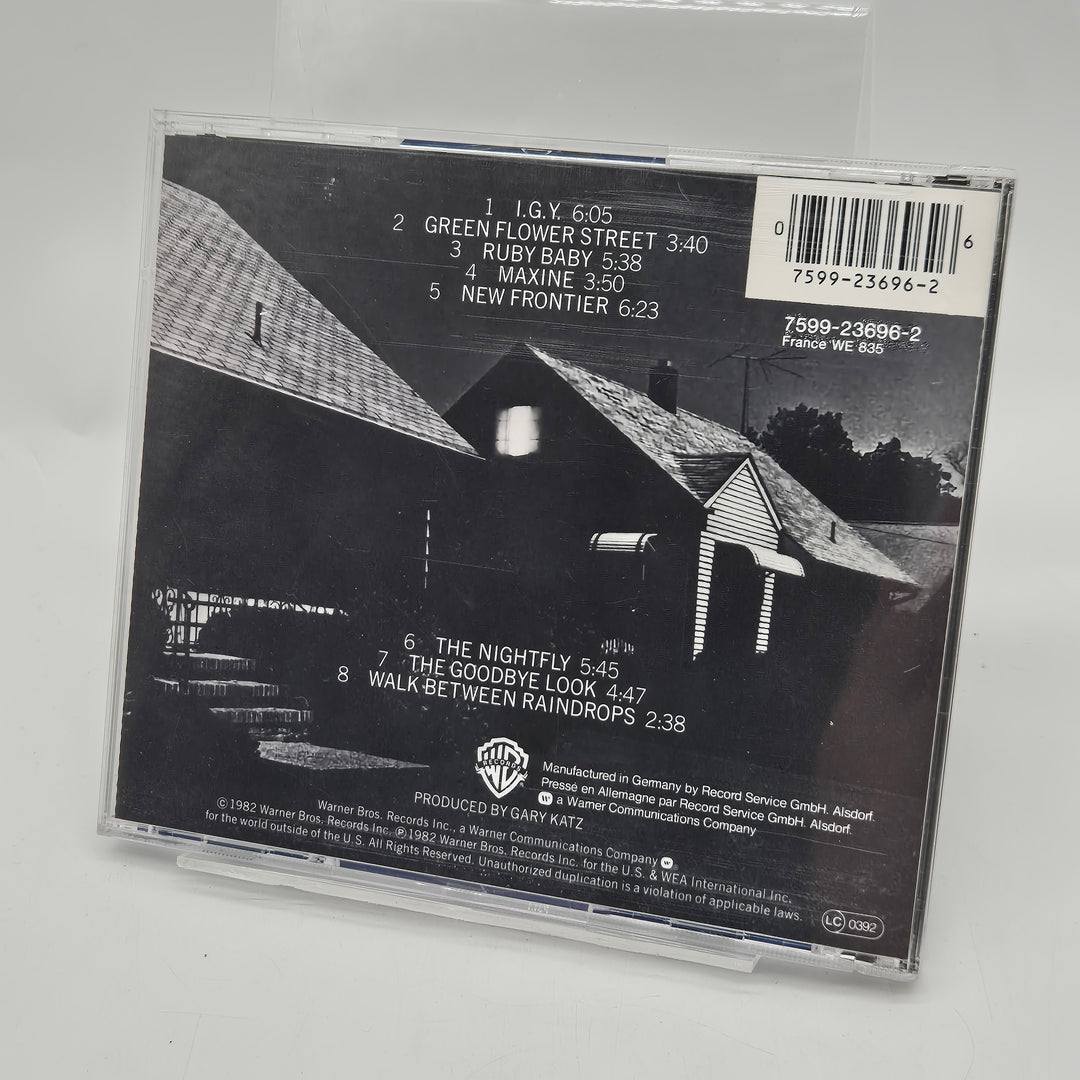 1 I.G.Y. 6:05
2 GREEN FLOWER STREET 3:40
3 RUBY BABY 5:38
4 MAXINE 3:50
5 NEW FRONTIER 6:23
0 6
7599-23696-2
7599-23696-2
France WE 835
6 THE NIGHTFLY 5:45
7 THE GOODBYE LOOK 4:47
8 WALK BETWEEN RAINDROPS 2:38
WB
RECORDS
Manufactured in Germany by Record Service GmbH. Alsdorf.
Pressé en Allemagne par Record Service GmbH. Alsdorf.
w a Warner Communications Company
PRODUCED BY GARY KATZ
Warner Bros. Records Inc., a Warner Communications Company w
©1982 Warner Bros. Records Inc. ℗1982 Warner Bros. Records Inc. for the U.S. & WEA International Inc.
for the world outside of the U.S. All Rights Reserved. Unauthorized duplication is a violation of applicable laws.
LC 0392